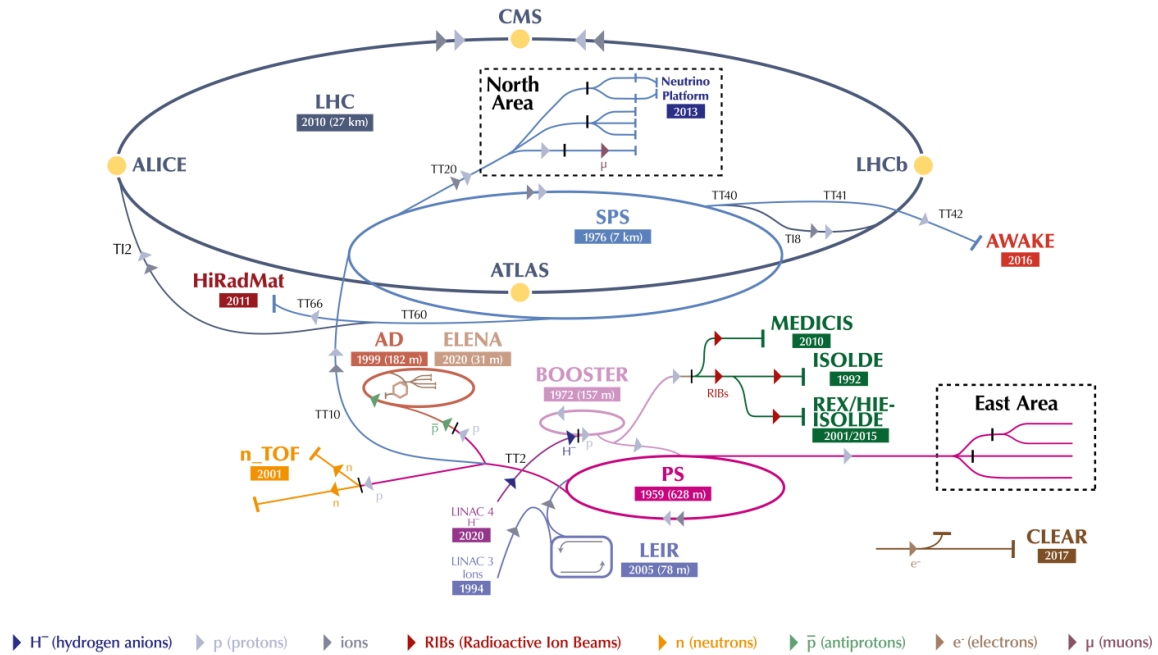 CMS
North
Area
Neutrino
Platform
2013
LHC
2010 (27 km)
μ
ALICE
LHCb
TT20
TT40
TT41
TT42
SPS
1976 (7 km)
TI8
TI2
AWAKE
2016
ATLAS
HiRadMat
2011
TT66
TT60
AD
1999 (182 m)
ELENA
2020 (31 m)
MEDICIS
2010
BOOSTER
1972 (157 m)
ISOLDE
1992
RIBs
REX/HIE-
ISOLDE
2001/2015
East Area
TT10
p̅
p
p
H⁻
TT2
n_TOF
2001
n
n
p
PS
1959 (628 m)
LINAC 4
H⁻
2020
LINAC 3
Ions
1994
LEIR
2005 (78 m)
CLEAR
2017
e⁻
H⁻ (hydrogen anions) p (protons) ions RIBs (Radioactive Ion Beams) n (neutrons) p̅ (antiprotons) e⁻ (electrons) μ (muons)